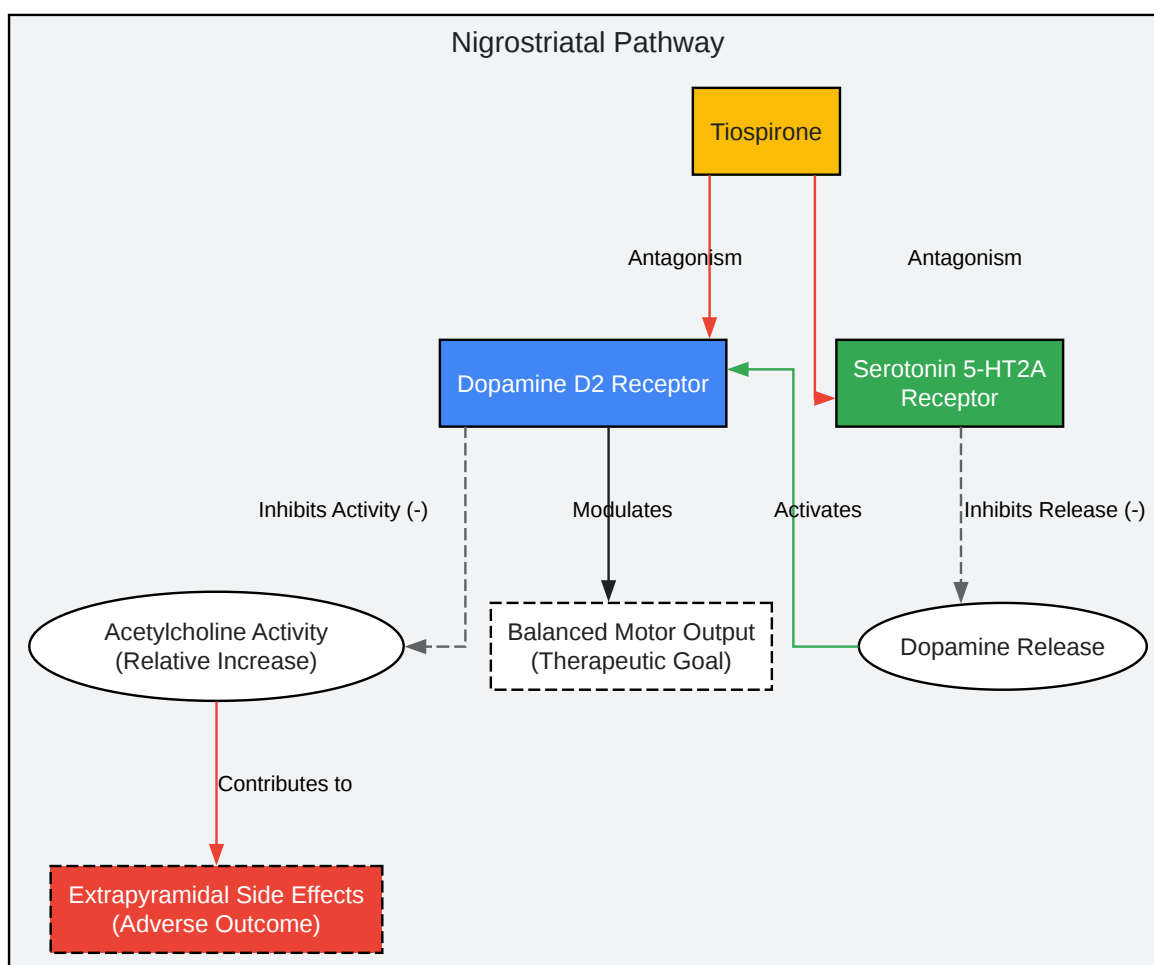 Nigrostriatal Pathway
Tiospirone
Antagonism
Antagonism
Dopamine D2 Receptor
Serotonin 5-HT2A
Receptor
Inhibits Activity (-)
Modulates
Activates
Inhibits Release (-)
Acetylcholine Activity
(Relative Increase)
Balanced Motor Output
(Therapeutic Goal)
Dopamine Release
Contributes to
Extrapyramidal Side Effects
(Adverse Outcome)